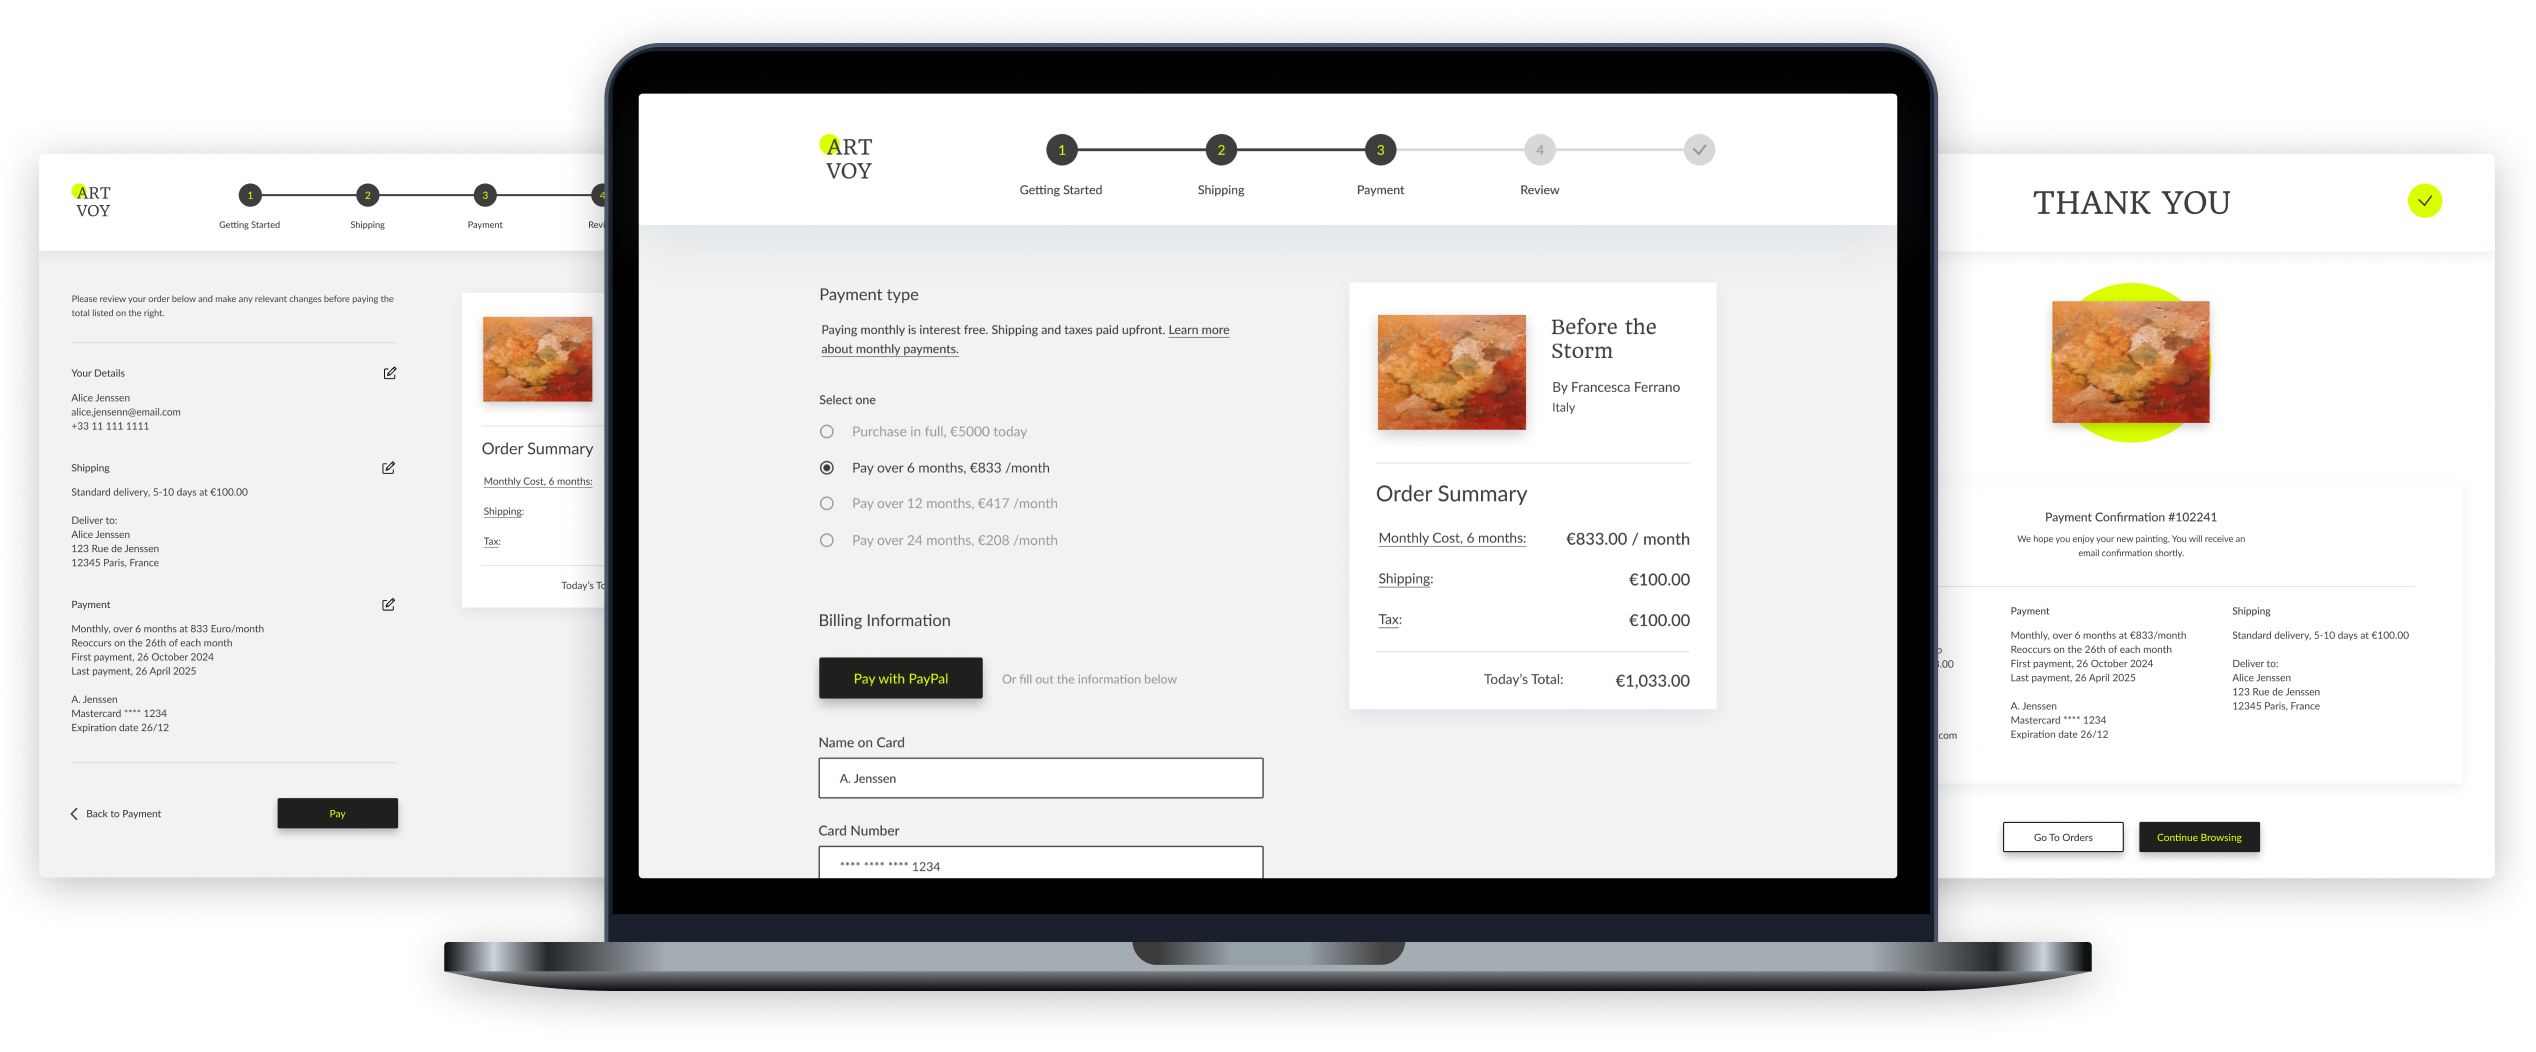 ART
VOY
1
2
3
4
Getting Started
Shipping
Payment
Please review your order below and make any relevant changes before paying the
total listed on the right.
Your Details
Alice Jenssen
alice.jensenn@email.com
+33 11 111 1111
Shipping
Standard delivery, 5-10 days at €100.00
Deliver to:
Alice Jenssen
123 Rue de Jenssen
12345 Paris, France
Payment
Monthly, over 6 months at 833 Euro/month
Reoccurs on the 26th of each month
First payment, 26 October 2024
Last payment, 26 April 2025
A. Jenssen
Mastercard **** 1234
Expiration date 26/12
Back to Payment
Pay
Order Summary
Monthly Cost, 6 months:
Shipping:
Tax:
Today's
ART
VOY
1
2
3
4
Getting Started
Shipping
Payment
Review
Payment type
Paying monthly is interest free. Shipping and taxes paid upfront. Learn more
about monthly payments.
Select one
Purchase in full, €5000 today
Pay over 6 months, €833 /month
Pay over 12 months, €417 /month
Pay over 24 months, €208 /month
Billing Information
Pay with PayPal
Or fill out the information below
Name on Card
A. Jenssen
Card Number
**** **** **** 1234
Before the
Storm
By Francesca Ferrano
Italy
Order Summary
Monthly Cost, 6 months: €833.00 / month
Shipping: €100.00
Tax: €100.00
Today's Total: €1,033.00
THANK YOU
Payment Confirmation #102241
We hope you enjoy your new painting. You will receive an
email confirmation shortly.
Payment
Monthly, over 6 months at €833/month
Reoccurs on the 26th of each month
First payment, 26 October 2024
Last payment, 26 April 2025
A. Jenssen
Mastercard **** 1234
Expiration date 26/12
Shipping
Standard delivery, 5-10 days at €100.00
Deliver to:
Alice Jenssen
123 Rue de Jenssen
12345 Paris, France
Go To Orders
Continue Browsing